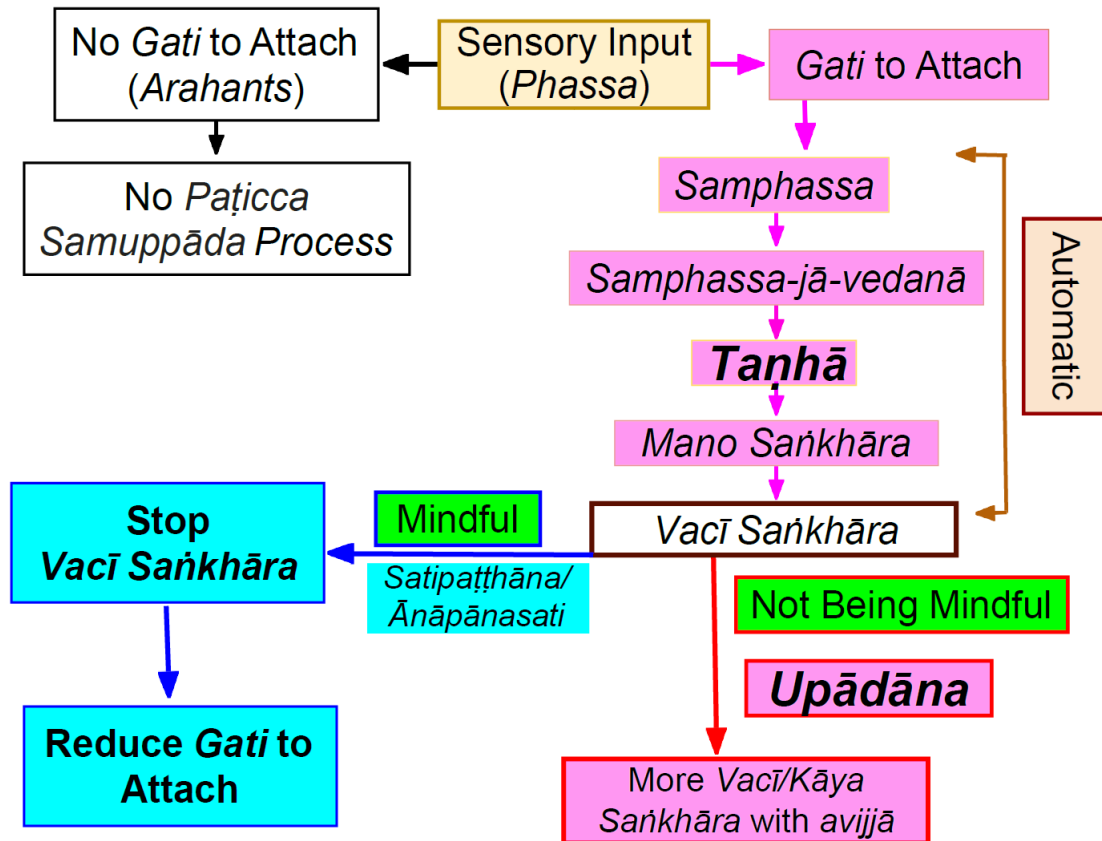 No Gati to Attach
(Arahants)
Sensory Input
(Phassa)
Gati to Attach
No Paṭicca
Samuppāda Process
Samphassa
Samphassa-jā-vedanā
Taṇhā
Mano Saṅkhāra
Automatic
Vacī Saṅkhāra
Mindful
Satipaṭṭhāna/
Ānāpānasati
Stop
Vacī Saṅkhāra
Not Being Mindful
Upādāna
Reduce Gati to
Attach
More Vacī/Kāya
Saṅkhāra with avijjā